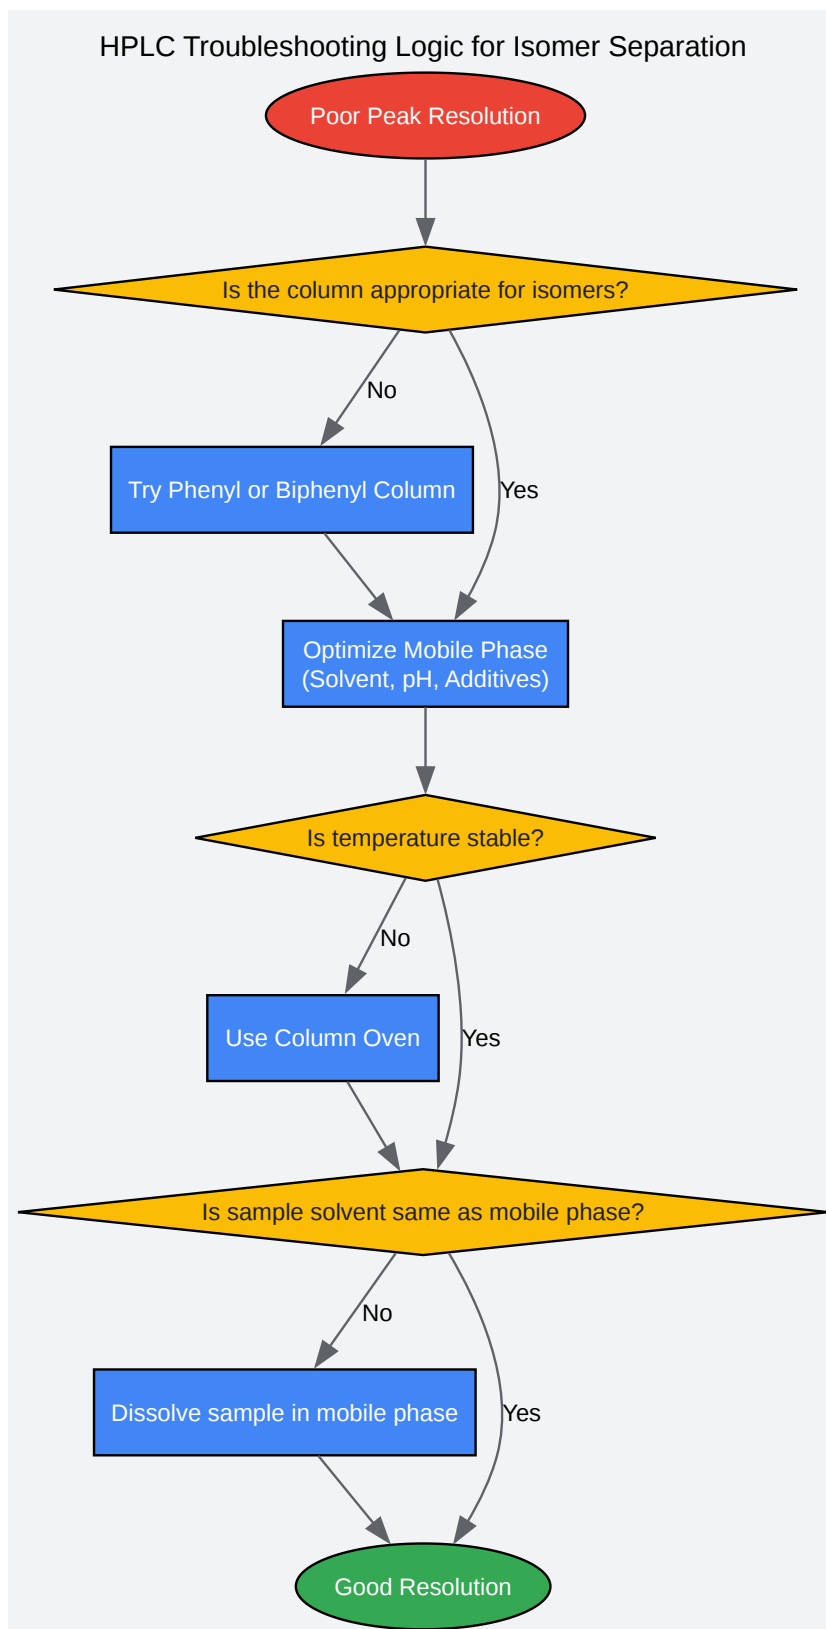 HPLC Troubleshooting Logic for Isomer Separation
Poor Peak Resolution
Is the column appropriate for isomers?
No
Try Phenyl or Biphenyl Column
Yes
Optimize Mobile Phase
(Solvent, pH, Additives)
Is temperature stable?
No
Use Column Oven
Yes
Is sample solvent same as mobile phase?
No
Dissolve sample in mobile phase
Yes
Good Resolution